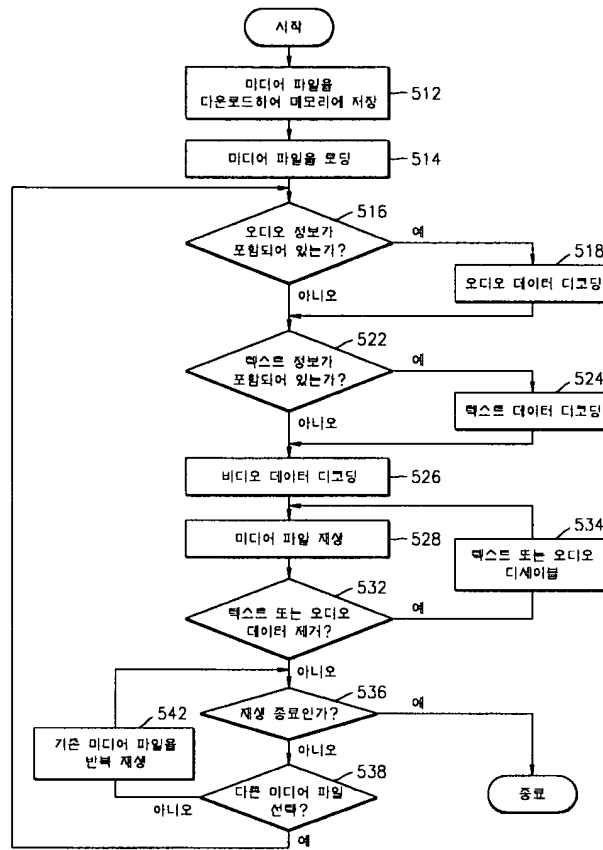 시작
미디어 파일을
다운로드하여 메모리에 저장
512
미디어 파일을 로딩
514
516
오디오 정보가
포함되어 있는가?
예
518
오디오 데이터 디코딩
아니오
522
텍스트 정보가
포함되어 있는가?
예
524
텍스트 데이터 디코딩
아니오
비디오 데이터 디코딩
526
미디어 파일 재생
528
534
텍스트 또는 오디오
디세이블
532
텍스트 또는 오디오
데이터 제거?
예
아니오
536
재생 종료인가?
예
542
기존 미디어 파일을
반복 재생
아니오
538
다른 미디어 파일
선택?
아니오
예
종료